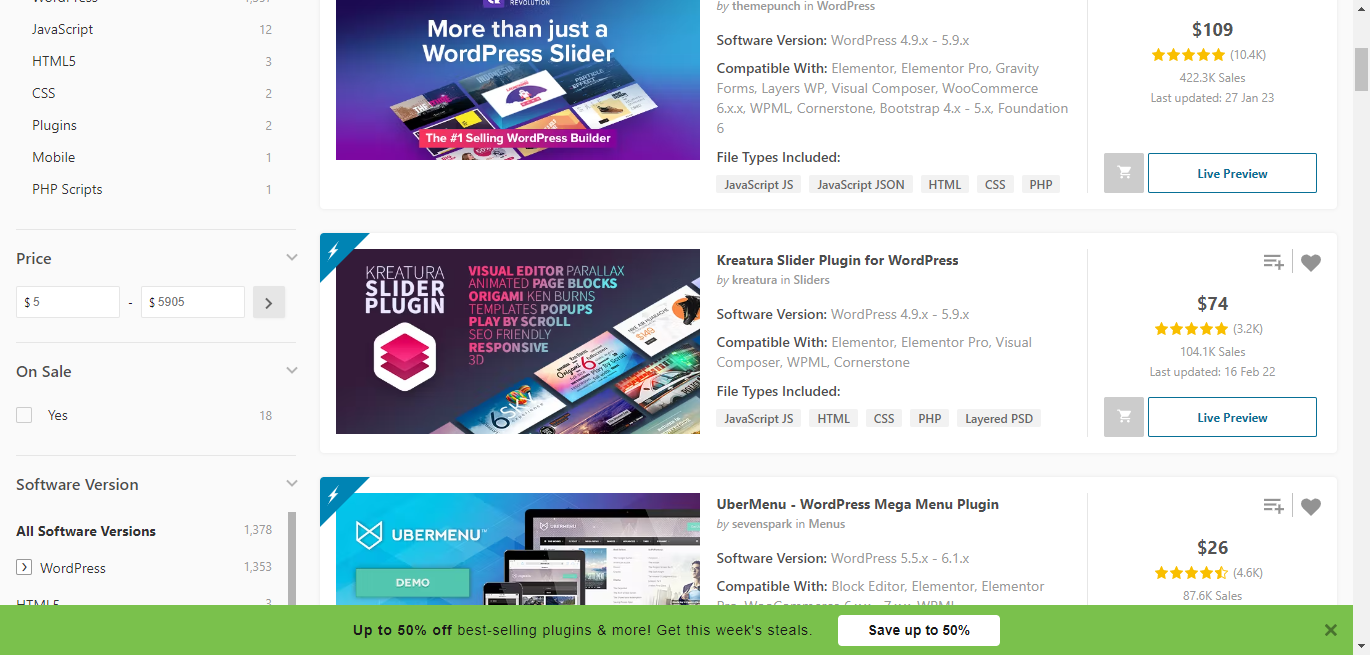 JavaScript 12
HTML5 3
CSS 2
Plugins 2
Mobile 1
PHP Scripts 1
Price
$ 5 - $ 5905
On Sale
Yes 18
Software Version
All Software Versions 1,378
WordPress 1,353
HTML5 3
REVOLUTION
More than just a
WordPress Slider
The #1 Selling WordPress Builder
by themepunch in WordPress
Software Version: WordPress 4.9.x - 5.9.x
Compatible With: Elementor, Elementor Pro, Gravity
Forms, Layers WP, Visual Composer, WooCommerce
6.x.x, WPML, Cornerstone, Bootstrap 4.x - 5.x, Foundation
6
File Types Included:
JavaScript JS JavaScript JSON HTML CSS PHP
$109
(10.4K)
422.3K Sales
Last updated: 27 Jan 23
Live Preview
KREATURA
SLIDER
PLUGIN
VISUAL EDITOR PARALLAX
ANIMATED PAGE BLOCKS
ORIGAMI KEN BURNS
TEMPLATES POPUPS
PLAY BY SCROLL
SEO FRIENDLY
RESPONSIVE
3D
Kreatura Slider Plugin for WordPress
by kreatura in Sliders
Software Version: WordPress 4.9.x - 5.9.x
Compatible With: Elementor, Elementor Pro, Visual
Composer, WPML, Cornerstone
File Types Included:
JavaScript JS HTML CSS PHP Layered PSD
$74
(3.2K)
104.1K Sales
Last updated: 16 Feb 22
Live Preview
UBERMENU
DEMO
UberMenu - WordPress Mega Menu Plugin
by sevenspark in Menus
Software Version: WordPress 5.5.x - 6.1.x
Compatible With: Block Editor, Elementor, Elementor
$26
(4.6K)
87.6K Sales
Up to 50% off best-selling plugins & more! Get this week's steals.
Save up to 50%